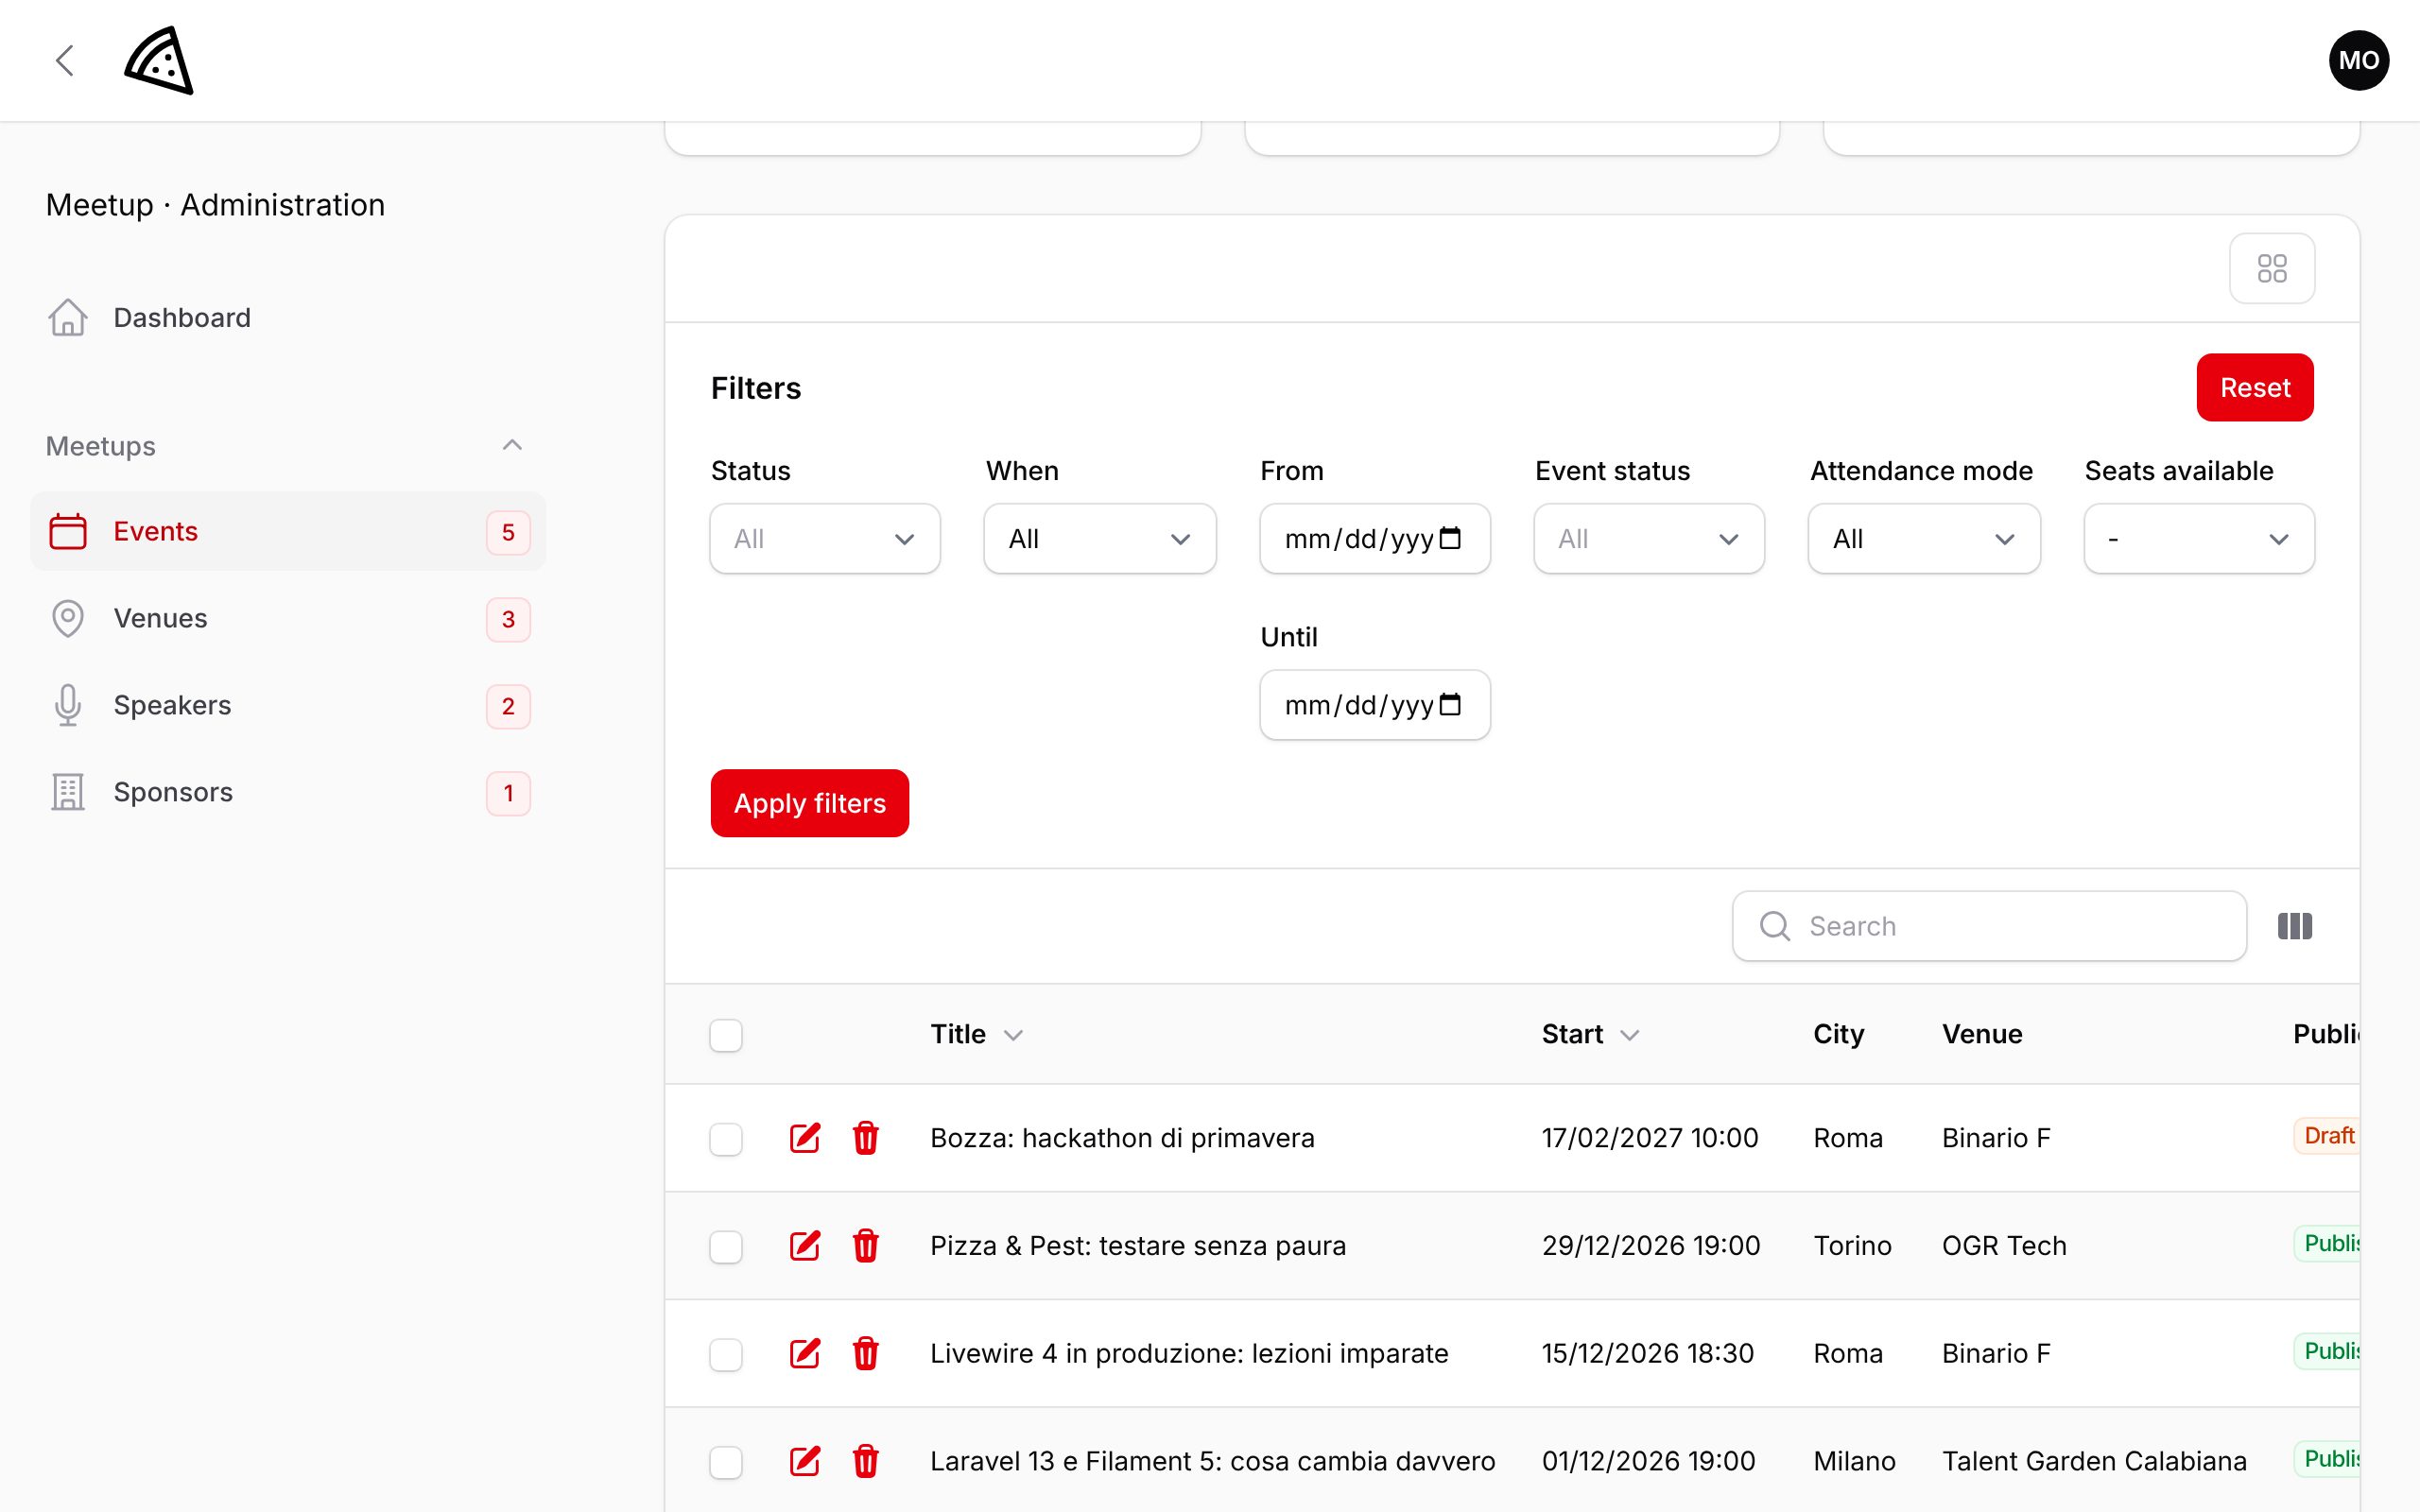 MO
Meetup · Administration
Dashboard
Meetups
Events 5
Venues 3
Speakers 2
Sponsors 1
Filters
Reset
Status When From Event status Attendance mode Seats available
All All mm/dd/yyy All All -
Until
mm/dd/yyy
Apply filters
Search
Title Start City Venue Public
Bozza: hackathon di primavera 17/02/2027 10:00 Roma Binario F Draft
Pizza & Pest: testare senza paura 29/12/2026 19:00 Torino OGR Tech Publis
Livewire 4 in produzione: lezioni imparate 15/12/2026 18:30 Roma Binario F Publis
Laravel 13 e Filament 5: cosa cambia davvero 01/12/2026 19:00 Milano Talent Garden Calabiana Publis